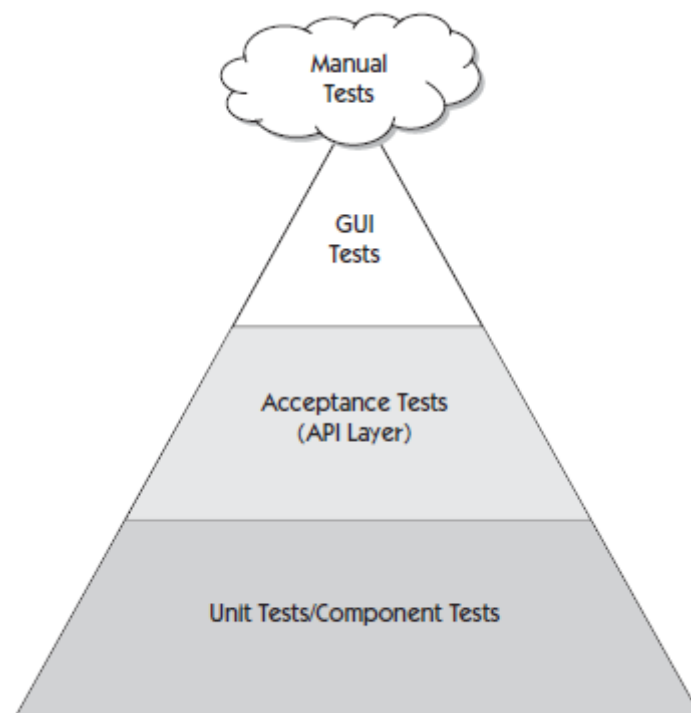 Manual
Tests
GUI
Tests
Acceptance Tests
(API Layer)
Unit Tests/Component Tests